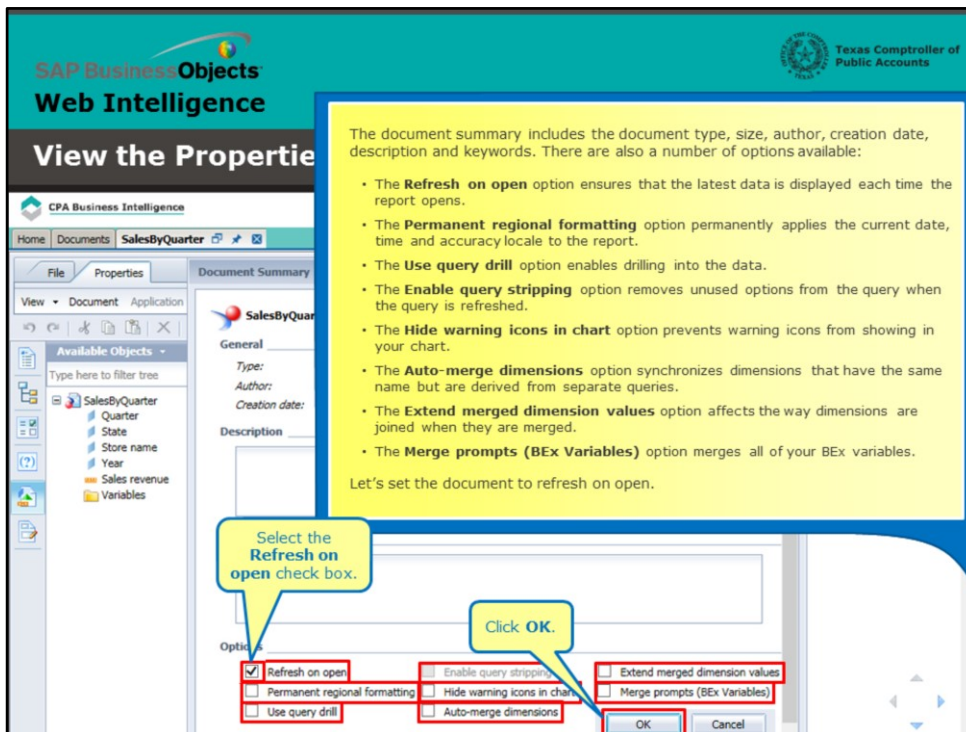 SAP BusinessObjects
Web Intelligence
Texas Comptroller of
Public Accounts
View the
The document summary includes the document type, size, author, creation date,
description and keywords. There are also a number of options available:
• The Refresh on open option ensures that the latest data is displayed each time the
report opens.
• The Permanent regional formatting option permanently applies the current date,
time and accuracy locale to the report.
• The Use query drill option enables drilling into the data.
• The Enable query stripping option removes unused options from the query when
the query is refreshed.
• The Hide warning icons in chart option prevents warning icons from showing in
your chart.
• The Auto-merge dimensions option synchronizes dimensions that have the same
name but are derived from separate queries.
• The Extend merged dimension values option affects the way dimensions are
joined when they are merged.
• The Merge prompts (BEx Variables) option merges all of your BEx variables.
Let's set the document to refresh on open.
CPA Business Intelligence
Home Documents SalesByQuarter
File Properties Document Summary
View Document Application
Available Objects
Type here to filter tree
SalesByQuarter
Quarter
State
Store name
Year
Sales revenue
Variables
General
Type:
Author:
Creation date:
Description
Select the
Refresh on
open check box.
Click OK.
Options
Refresh on open Enable query stripping Extend merged dimension values
Permanent regional formatting Hide warning icons in chart Merge prompts (BEx Variables)
Use query drill Auto-merge dimensions
OK Cancel